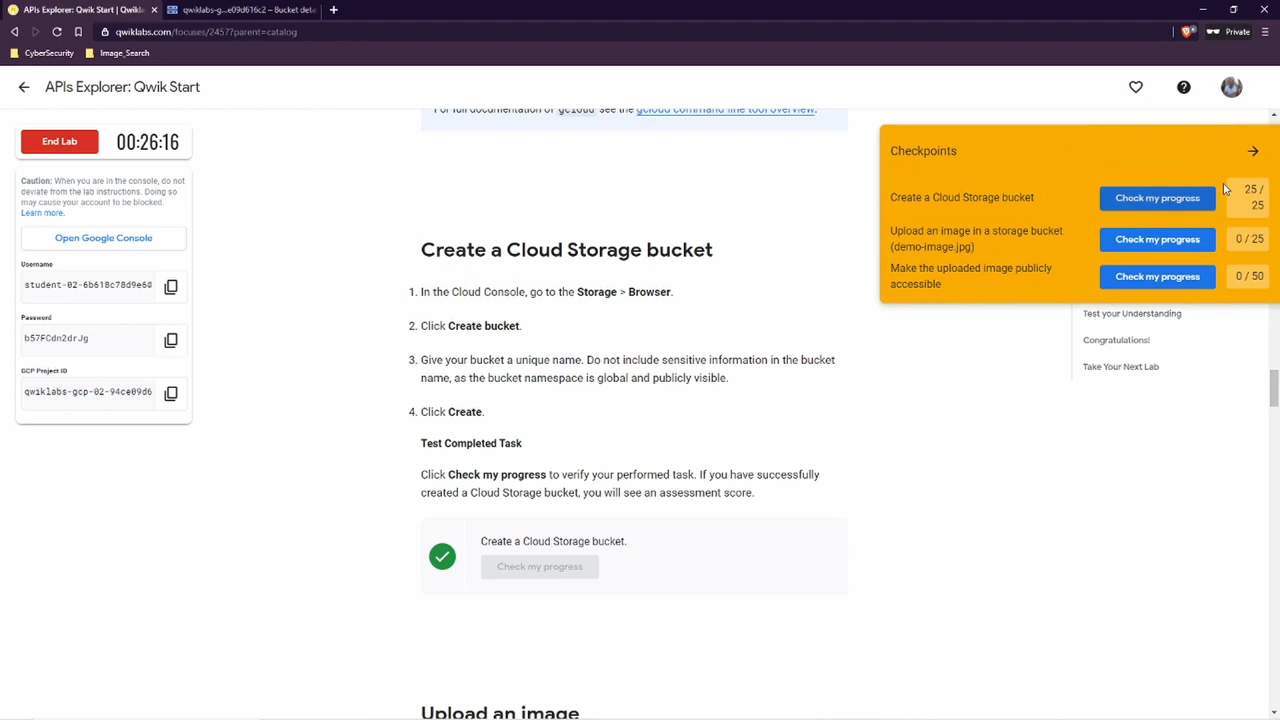 APIs Explorer: Qwik Start | Qwikl
qwiklabs-g...e09d616c2 – Bucket deta
qwiklabs.com/focuses/2457?parent=catalog
Private
CyberSecurity
Image_Search
APIs Explorer: Qwik Start
For full documentation of gcloud see the gcloud command line tool overview.
End Lab
00:26:16
Caution: When you are in the console, do not
deviate from the lab instructions. Doing so
may cause your account to be blocked.
Learn more.
Open Google Console
Username
student-02-6b618c78d9e60
Password
b57FCdn2drJg
GCP Project ID
qwiklabs-gcp-02-94ce09d6
Checkpoints
Create a Cloud Storage bucket
Check my progress
25 /
25
Upload an image in a storage bucket
(demo-image.jpg)
Check my progress
0 / 25
Make the uploaded image publicly
accessible
Check my progress
0 / 50
Test your Understanding
Congratulations!
Take Your Next Lab
Create a Cloud Storage bucket
1. In the Cloud Console, go to the Storage > Browser.
2. Click Create bucket.
3. Give your bucket a unique name. Do not include sensitive information in the bucket
name, as the bucket namespace is global and publicly visible.
4. Click Create.
Test Completed Task
Click Check my progress to verify your performed task. If you have successfully
created a Cloud Storage bucket, you will see an assessment score.
Create a Cloud Storage bucket.
Check my progress
Upload an image